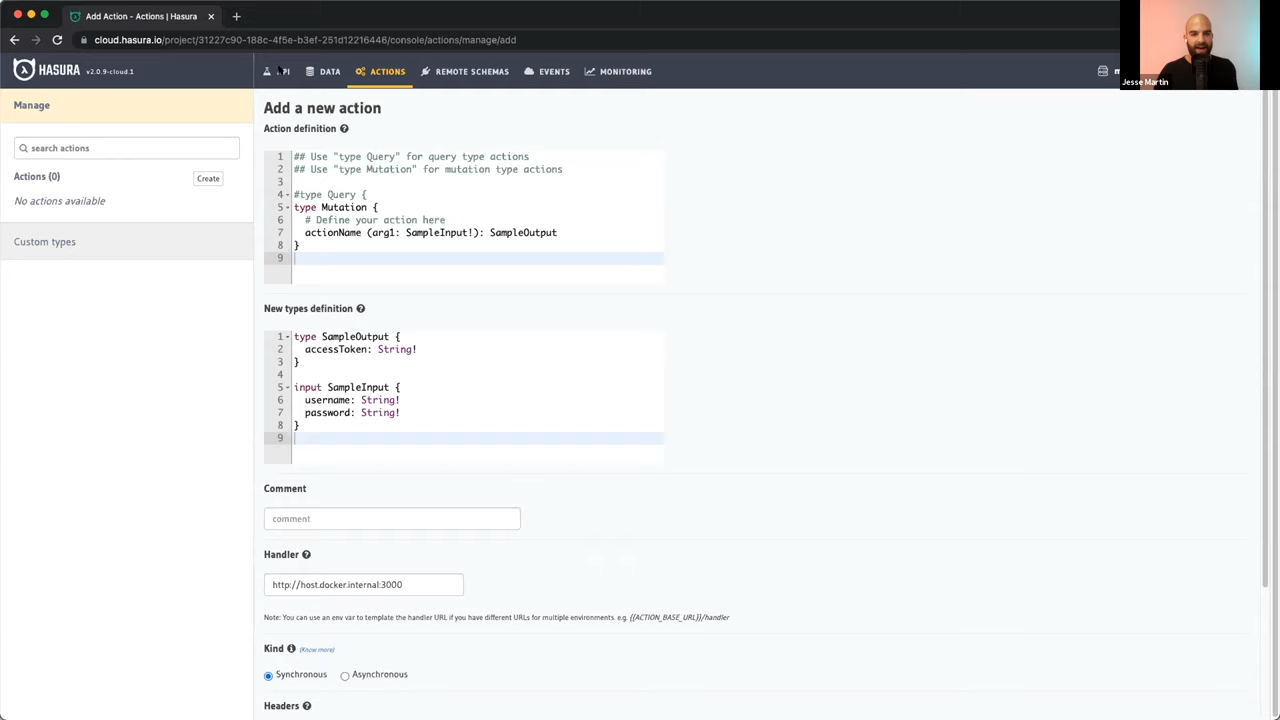 Add Action - Actions | Hasura
cloud.hasura.io/project/31227c90-188c-4f5e-b3ef-251d12216446/console/actions/manage/add
HASURA v2.0.9-cloud.1
DATA
ACTIONS
REMOTE SCHEMAS
EVENTS
MONITORING
Jesse Martin
Manage
search actions
Actions (0)
Create
No actions available
Custom types
Add a new action
Action definition
1 ## Use "type Query" for query type actions
2 ## Use "type Mutation" for mutation type actions
3
4 #type Query {
5 type Mutation {
6 # Define your action here
7 actionName (arg1: SampleInput!): SampleOutput
8 }
9
New types definition
1 type SampleOutput {
2 accessToken: String!
3 }
4
5 input SampleInput {
6 username: String!
7 password: String!
8 }
9
Comment
comment
Handler
http://host.docker.internal:3000
Note: You can use an env var to template the handler URL if you have different URLs for multiple environments. e.g. {{ACTION_BASE_URL}}/handler
Kind (Know more)
Synchronous Asynchronous
Headers